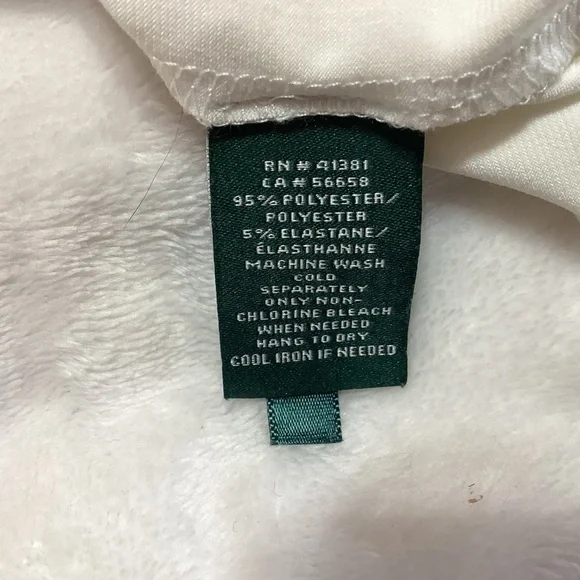 RN # 41381
CA # 56658
95% POLYESTER/
POLYESTER
5% ELASTANE/
ÉLASTHANNE
MACHINE WASH
COLD
SEPARATELY
ONLY NON-
CHLORINE BLEACH
WHEN NEEDED
HANG TO DRY
COOL IRON IF NEEDED